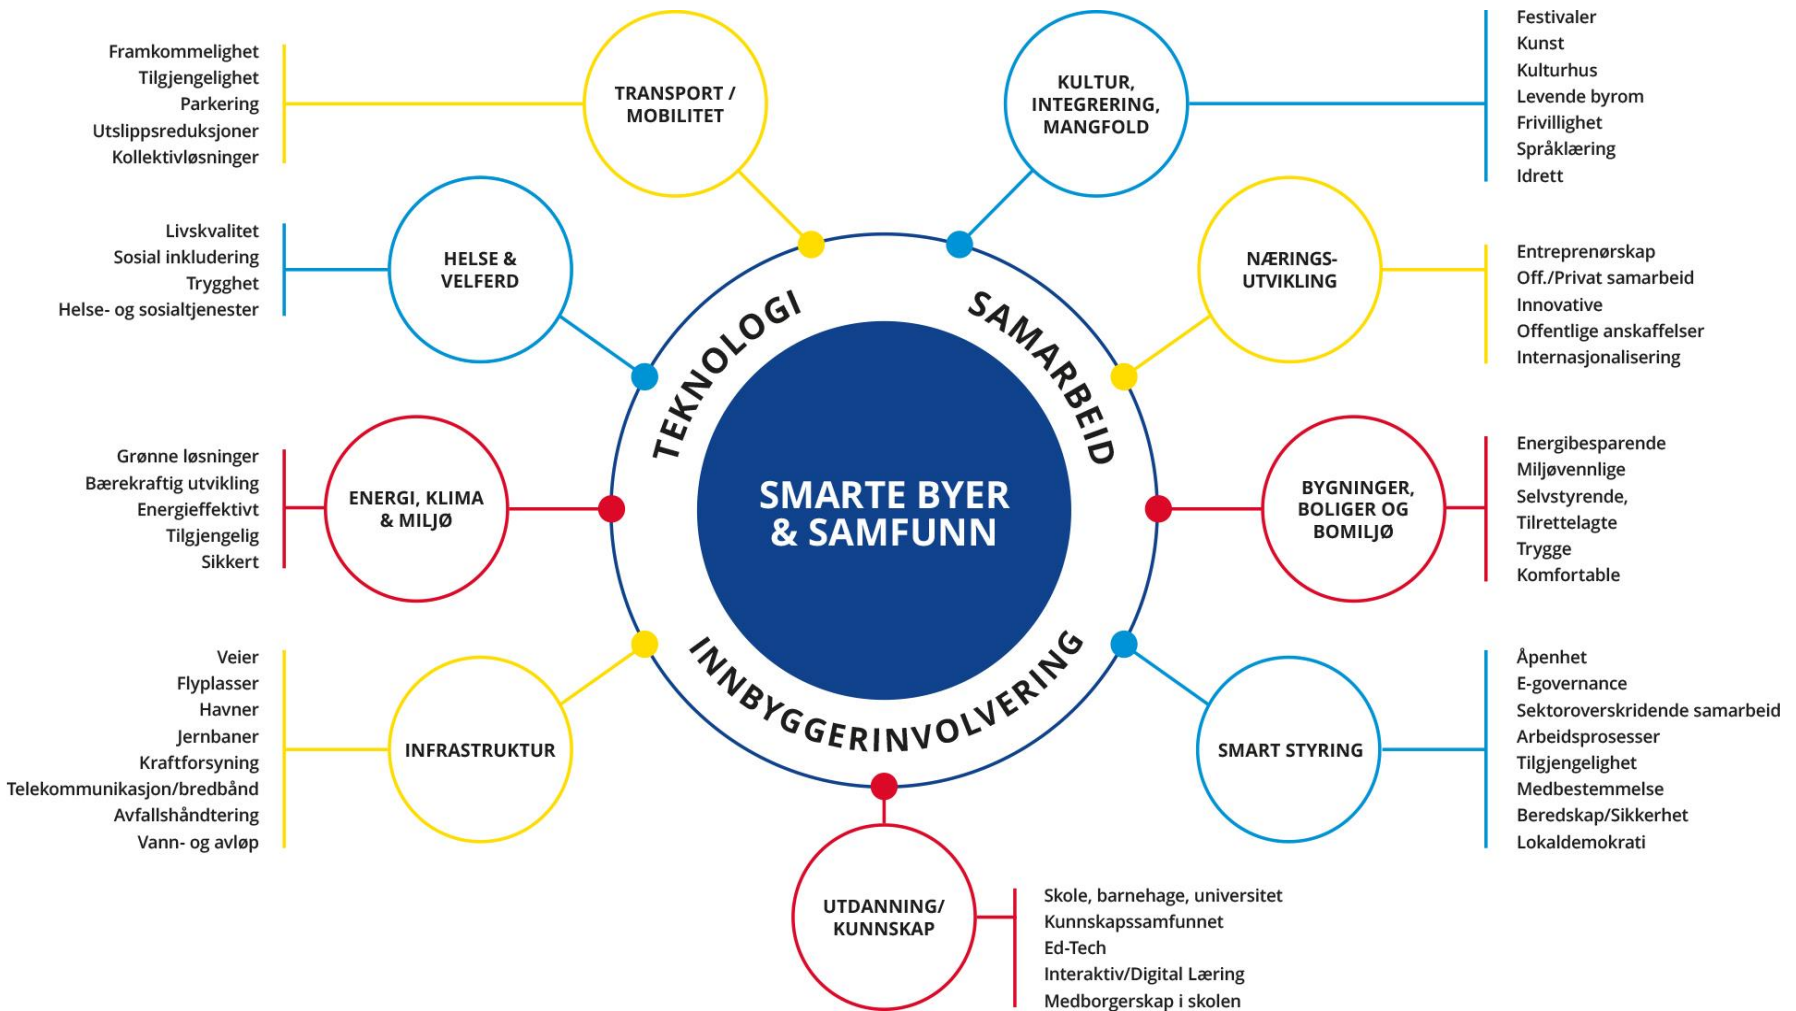 Framkommelighet
Tilgjengelighet
Parkering
Utslippsreduksjoner
Kollektivløsninger
TRANSPORT /
MOBILITET
KULTUR,
INTEGRERING,
MANGFOLD
Festivaler
Kunst
Kulturhus
Levende byrom
Frivillighet
Språklæring
Idrett
Livskvalitet
Sosial inkludering
Trygghet
Helse- og sosialtjenester
HELSE &
VELFERD
NÆRINGS-
UTVIKLING
Entreprenørskap
Off./Privat samarbeid
Innovative
Offentlige anskaffelser
Internasjonalisering
TEKNOLOGI
SAMARBEID
INNBYGGERINVOLVERING
SMARTE BYER
& SAMFUNN
Grønne løsninger
Bærekraftig utvikling
Energieffektivt
Tilgjengelig
Sikkert
ENERGI, KLIMA
& MILJØ
BYGNINGER,
BOLIGER OG
BOMILJØ
Energibesparende
Miljøvennlige
Selvstyrende,
Tilrettelagte
Trygge
Komfortable
Veier
Flyplasser
Havner
Jernbaner
Kraftforsyning
Telekommunikasjon/bredbånd
Avfallshåndtering
Vann- og avløp
INFRASTRUKTUR
SMART STYRING
Åpenhet
E-governance
Sektoroverskridende samarbeid
Arbeidsprosesser
Tilgjengelighet
Medbestemmelse
Beredskap/Sikkerhet
Lokaldemokrati
UTDANNING/
KUNNSKAP
Skole, barnehage, universitet
Kunnskapssamfunnet
Ed-Tech
Interaktiv/Digital Læring
Medborgerskap i skolen